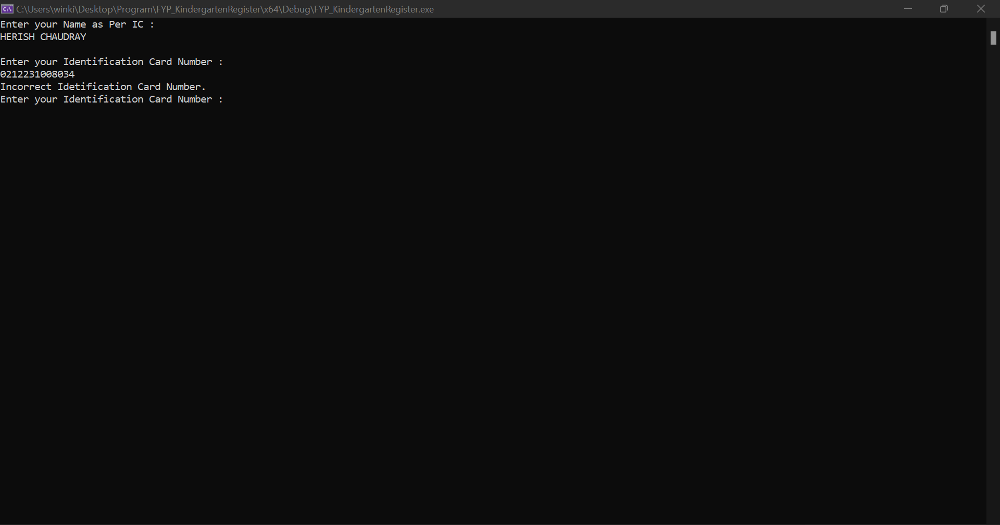 C:\Users\winki\Desktop\Program\FYP_KindergartenRegister\x64\Debug\FYP_KindergartenRegister.exe
Enter your Name as Per IC :
HERISH CHAUDRAY
Enter your Identification Card Number :
0212231008034
Incorrect Idetification Card Number.
Enter your Identification Card Number :